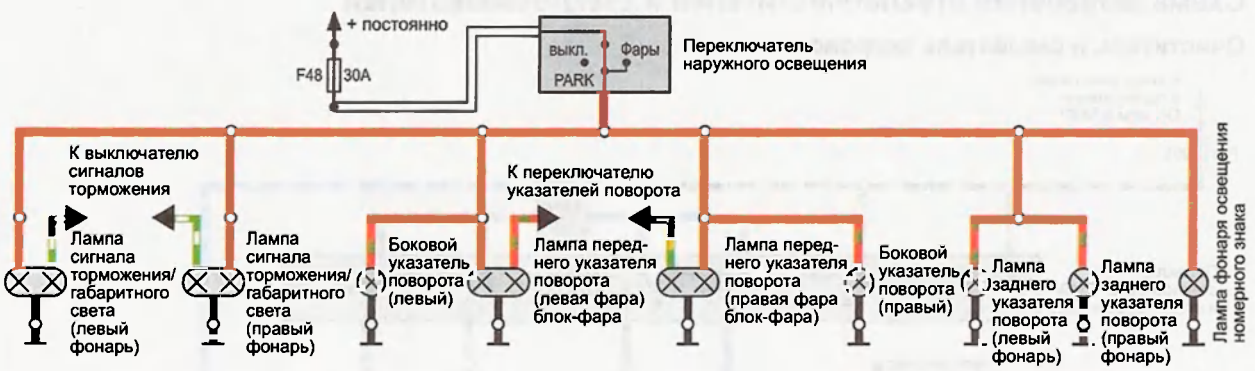 + постоянно
F48
30А
выкл.
Фары
PARK
Переключатель
наружного освещения
К выключателю
сигналов
торможения
К переключателю
указателей поворота
Лампа
сигнала
торможения/
габаритного
света
(левый
фонарь)
Лампа
сигнала
торможения/
габаритного
света
(правый
фонарь)
Боковой
указатель
поворота
(левый)
Лампа перед-
него указателя
поворота
(левая фара)
блок-фара
Лампа перед-
него указателя
поворота
(правая фара
блок-фара)
Боковой
указатель
поворота
(правый)
Лампа
заднего
указателя
поворота
(левый
фонарь)
Лампа
заднего
указателя
поворота
(правый
фонарь)
Лампа фонаря освещения
номерного знака